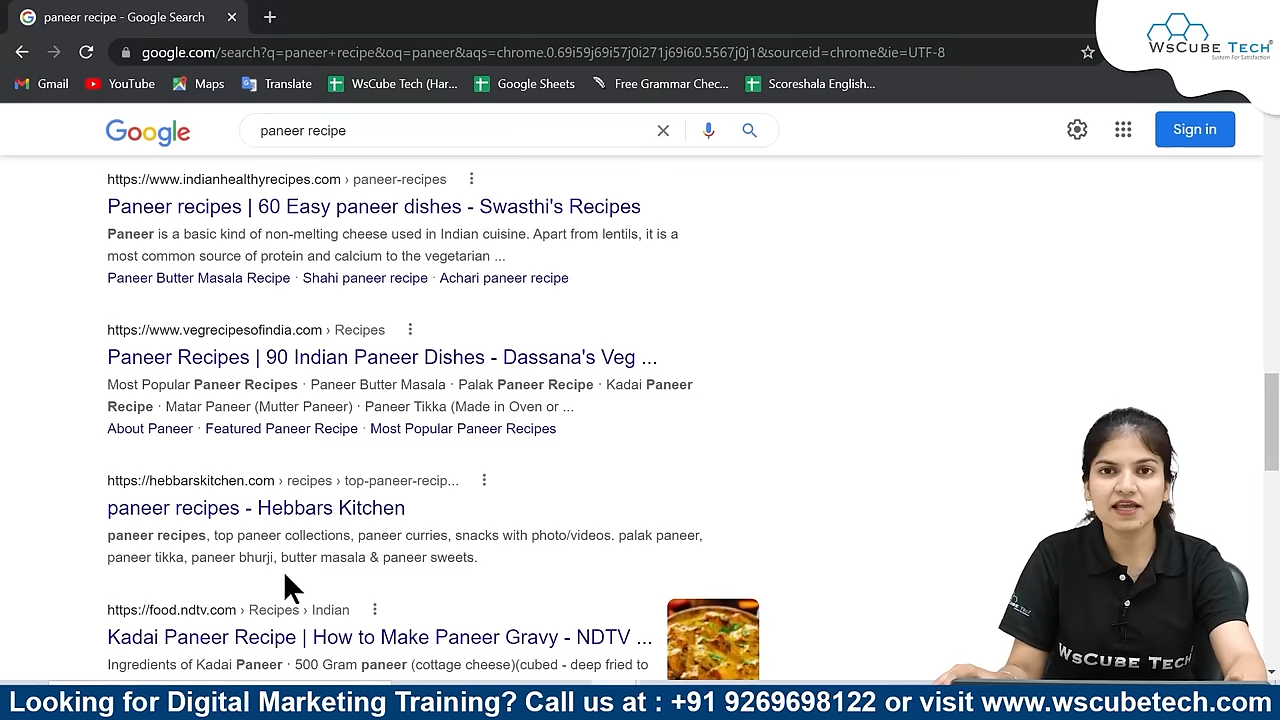 paneer recipe - Google Search
google.com/search?q=paneer+recipe&oq=paneer&aqs=chrome.0.69i59j69i57j0i271j69i60.5567j0j1&sourceid=chrome&ie=UTF-8
WsCube Tech®
System For Satisfaction
Gmail YouTube Maps Translate WsCube Tech (Har... Google Sheets Free Grammar Chec... Scoreshala English...
Google paneer recipe Sign in
https://www.indianhealthyrecipes.com › paneer-recipes
Paneer recipes | 60 Easy paneer dishes - Swasthi's Recipes
Paneer is a basic kind of non-melting cheese used in Indian cuisine. Apart from lentils, it is a
most common source of protein and calcium to the vegetarian ...
Paneer Butter Masala Recipe · Shahi paneer recipe · Achari paneer recipe
https://www.vegrecipesofindia.com › Recipes
Paneer Recipes | 90 Indian Paneer Dishes - Dassana's Veg ...
Most Popular Paneer Recipes · Paneer Butter Masala · Palak Paneer Recipe · Kadai Paneer
Recipe · Matar Paneer (Mutter Paneer) · Paneer Tikka (Made in Oven or ...
About Paneer · Featured Paneer Recipe · Most Popular Paneer Recipes
https://hebbarskitchen.com › recipes › top-paneer-recip...
paneer recipes - Hebbars Kitchen
paneer recipes, top paneer collections, paneer curries, snacks with photo/videos. palak paneer,
paneer tikka, paneer bhurji, butter masala & paneer sweets.
https://food.ndtv.com › Recipes › Indian
Kadai Paneer Recipe | How to Make Paneer Gravy - NDTV ...
Ingredients of Kadai Paneer · 500 Gram paneer (cottage cheese)(cubed - deep fried to
WsCube Tech
Looking for Digital Marketing Training? Call us at : +91 9269698122 or visit www.wscubetech.com